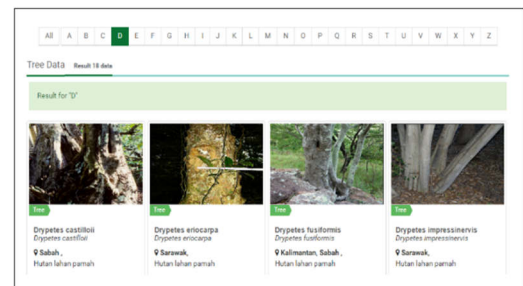 All A B C D E F G H I J K L M N O P Q R S T U V W X Y Z
Tree Data Result 18 data
Result for "D"
Tree Tree Tree Tree
Drypetes castilloii Drypetes eriocarpa Drypetes fusiformis Drypetes impressinervis
Drypetes castilloii Drypetes eriocarpa Drypetes fusiformis Drypetes impressinervis
Sabah , Sarawak, Kalimantan, Sabah , Sarawak,
Hutan lahan pamah Hutan lahan pamah Hutan lahan pamah Hutan lahan pamah